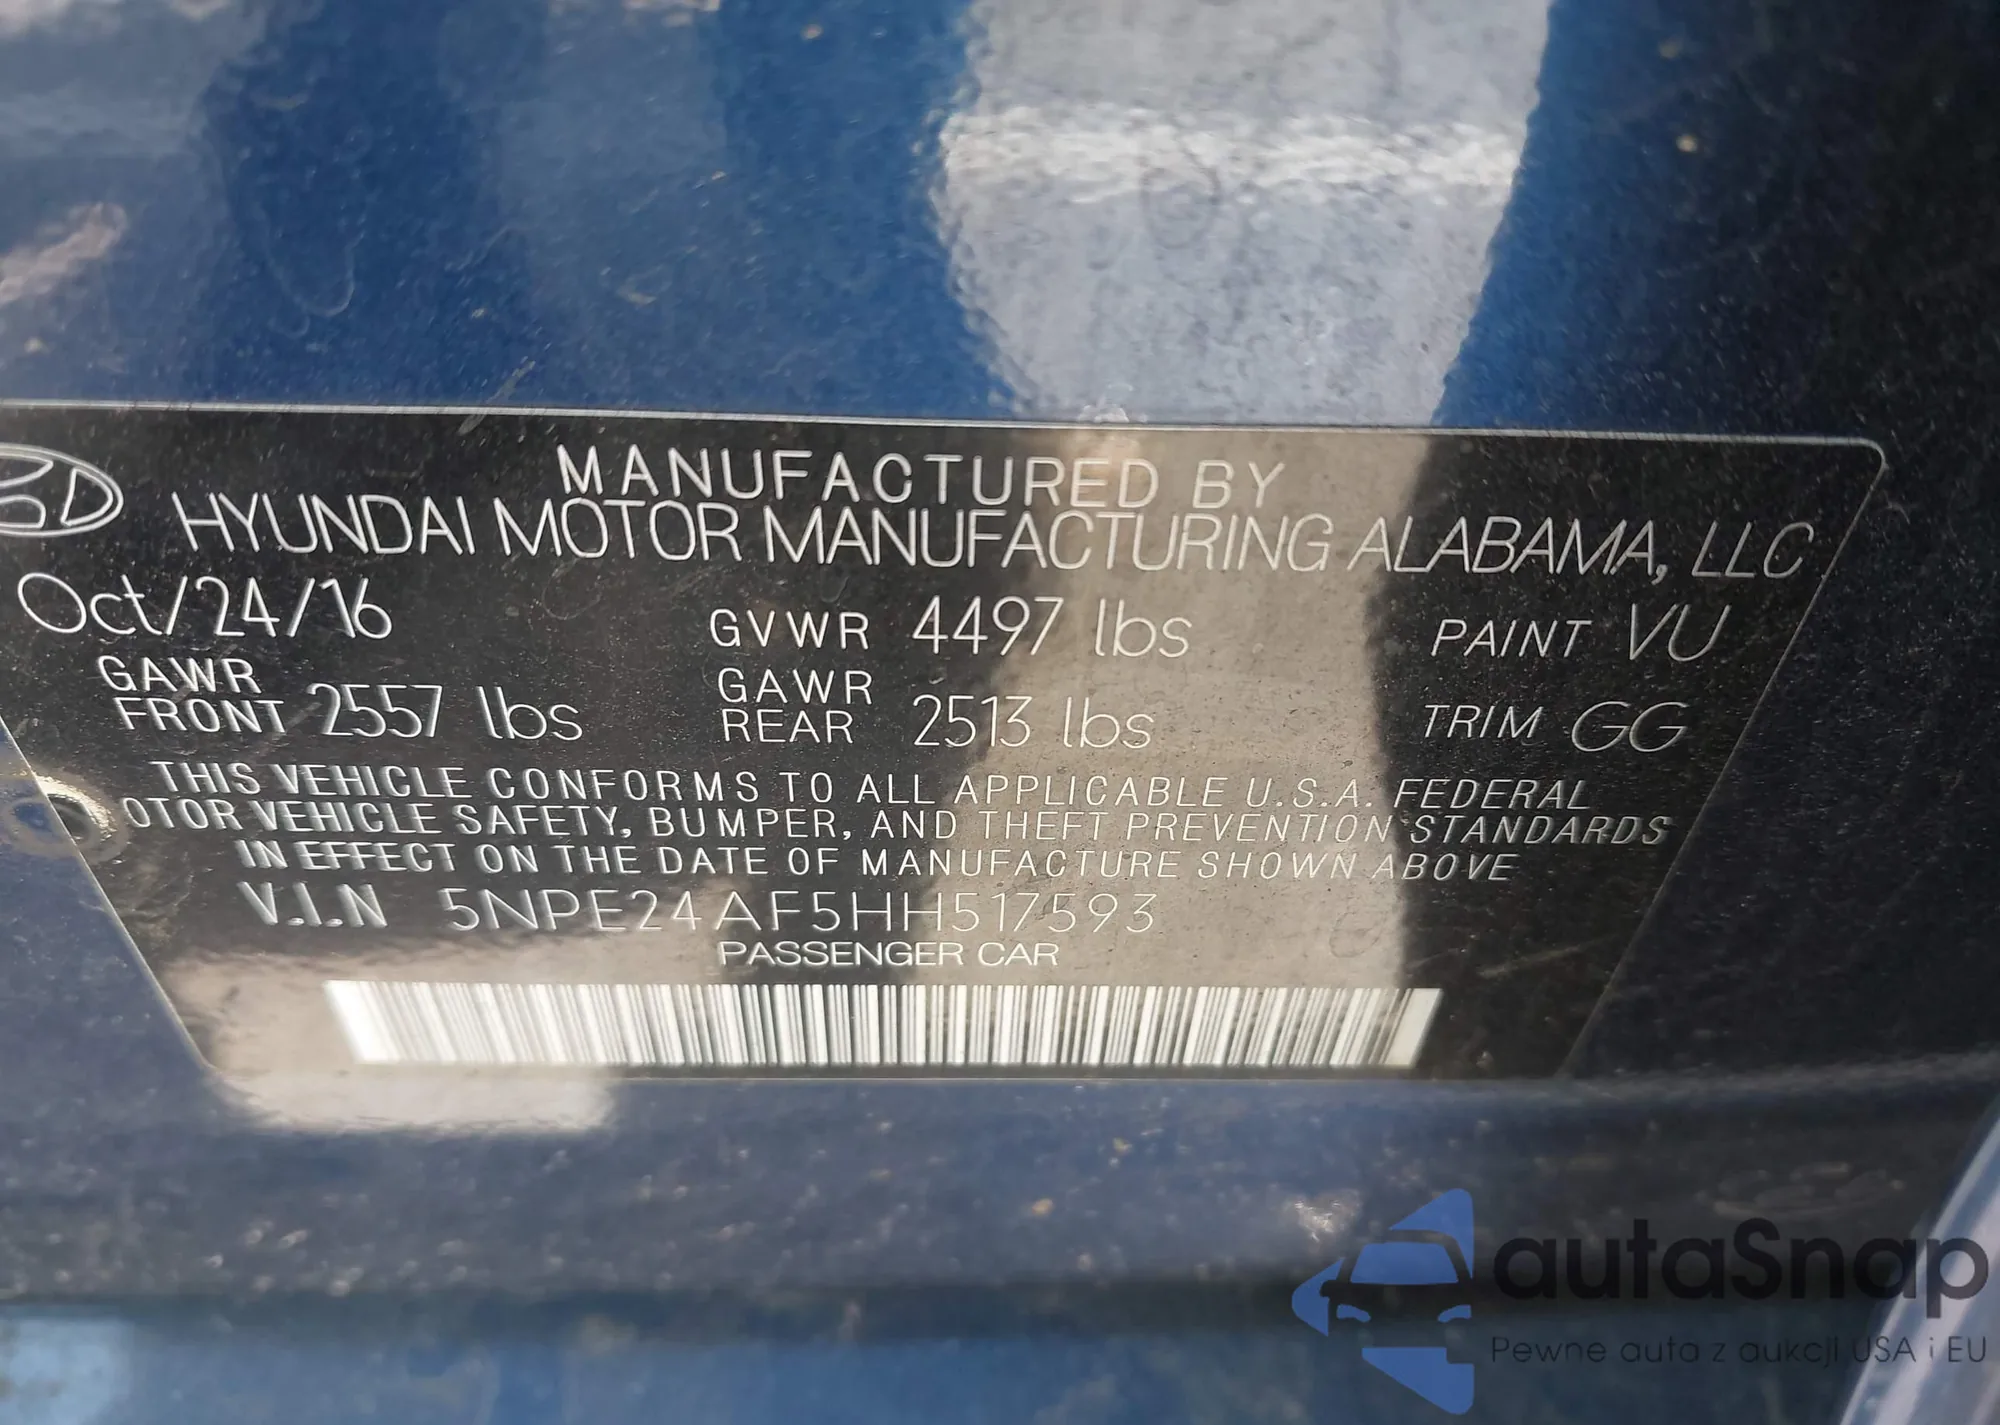 MANUFACTURED BY
HYUNDAI MOTOR MANUFACTURING ALABAMA, LLC
Oct/24/16 GVWR 4497 lbs PAINT VU
GAWR FRONT 2557 lbs GAWR REAR 2513 lbs TRIM GG
THIS VEHICLE CONFORMS TO ALL APPLICABLE U.S.A. FEDERAL
OTOR VEHICLE SAFETY, BUMPER, AND THEFT PREVENTION STANDARDS
IN EFFECT ON THE DATE OF MANUFACTURE SHOWN ABOVE
V.I.N 5NPE24AF5HH517593
PASSENGER CAR
autaSnap
Pewne auta z aukcji USA i EU